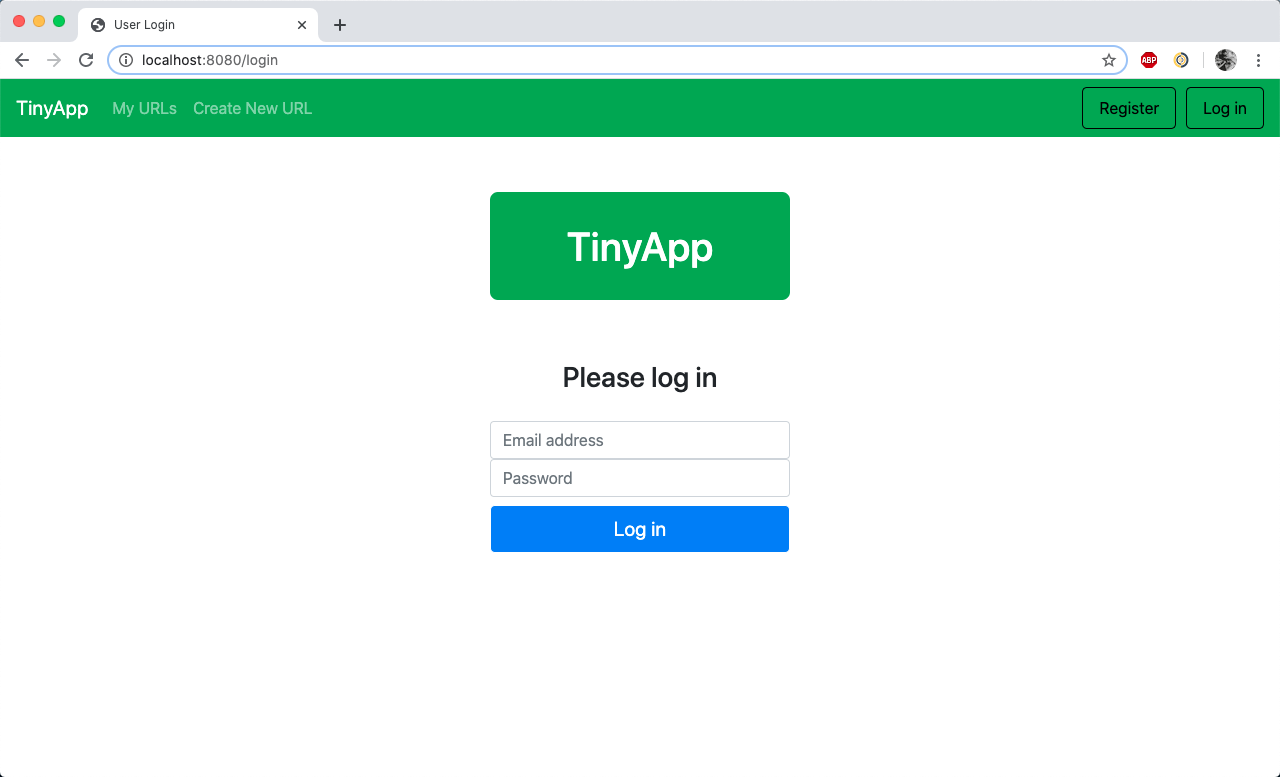 User Login
localhost:8080/login
ABP
TinyApp My URLs Create New URL Register Log in
TinyApp
Please log in
Email address
Password
Log in